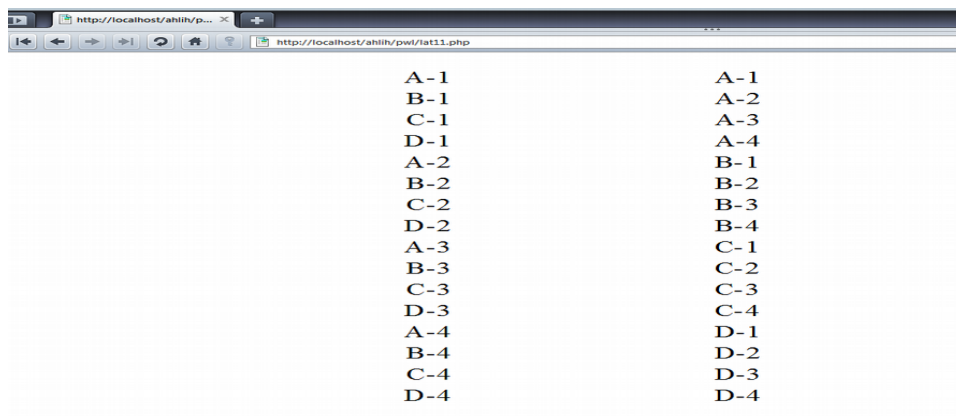 http://localhost/ahlih/p...
http://localhost/ahlih/pwl/lat11.php
A-1 A-1
B-1 A-2
C-1 A-3
D-1 A-4
A-2 B-1
B-2 B-2
C-2 B-3
D-2 B-4
A-3 C-1
B-3 C-2
C-3 C-3
D-3 C-4
A-4 D-1
B-4 D-2
C-4 D-3
D-4 D-4